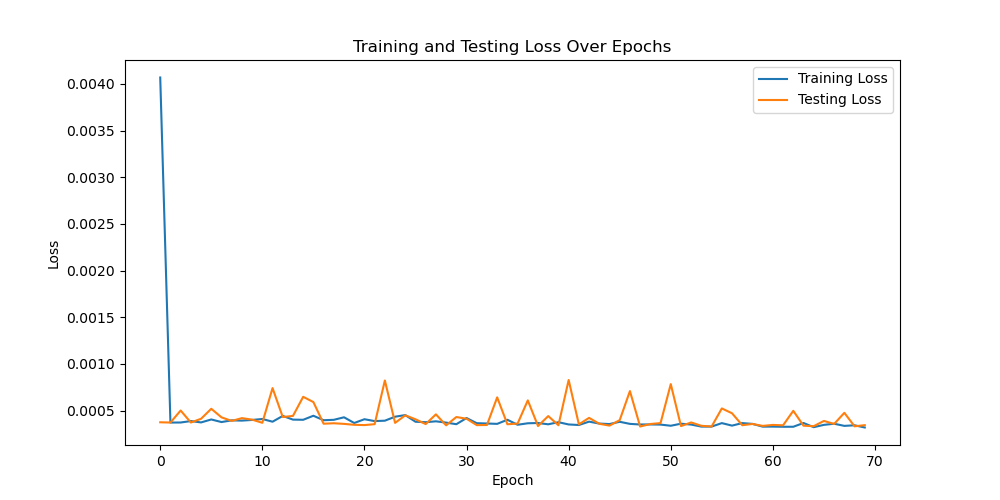 Training and Testing Loss Over Epochs
Training Loss
Testing Loss
0.0040
0.0035
0.0030
0.0025
0.0020
0.0015
0.0010
0.0005
Loss
0 10 20 30 40 50 60 70
Epoch